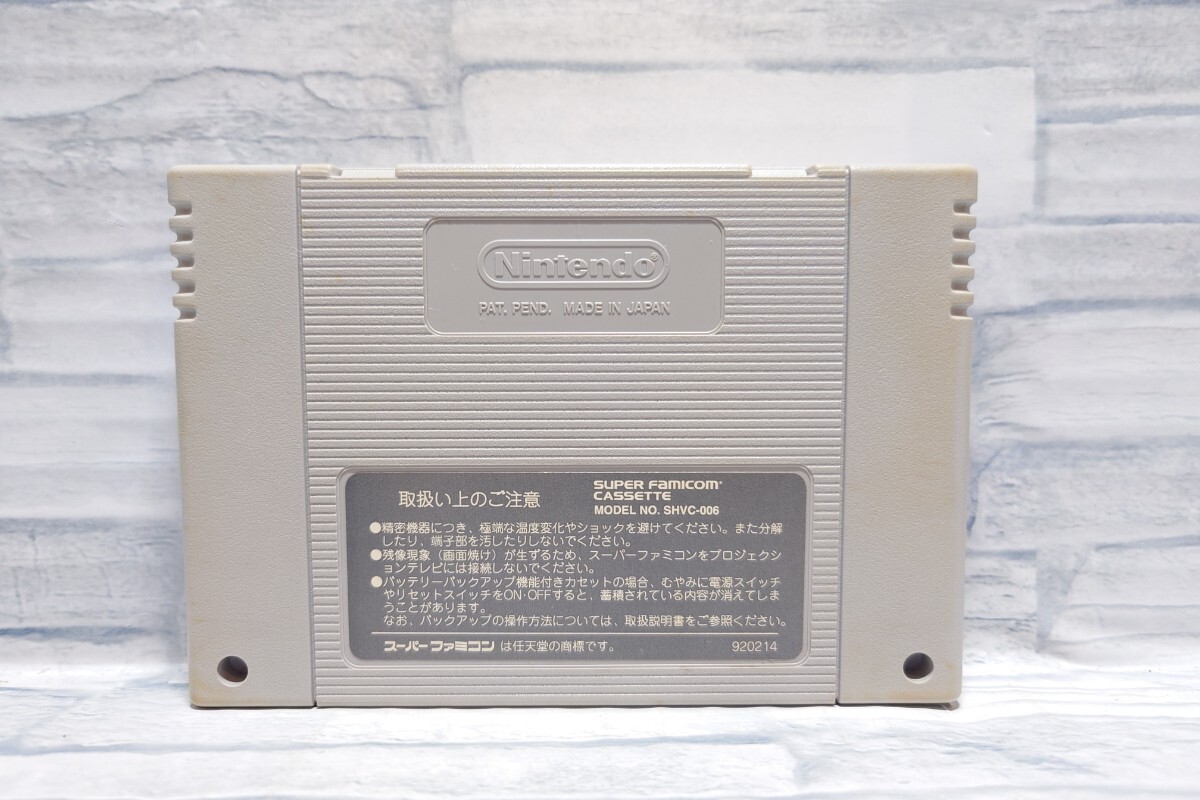 Nintendo®
PAT. PEND. MADE IN JAPAN
取扱い上のご注意
SUPER FAMICOM
CASSETTE
MODEL NO. SHVC-006
●精密機器につき、極端な温度変化やショックを避けてください。また分解
したり、端子部を汚したりしないでください。
●残像現象(画面焼け)が生ずるため、スーパーファミコンをプロジェクシ
ョンテレビには接続しないでください。
●バッテリーバックアップ機能付きカセットの場合、むやみに電源スイッチ
やリセットスイッチをON・OFFすると、蓄積されている内容が消えてしま
うことがあります。
なお、バックアップの操作方法については、取扱説明書をご参照ください。
スーパーファミコンは任天堂の商標です。 920214